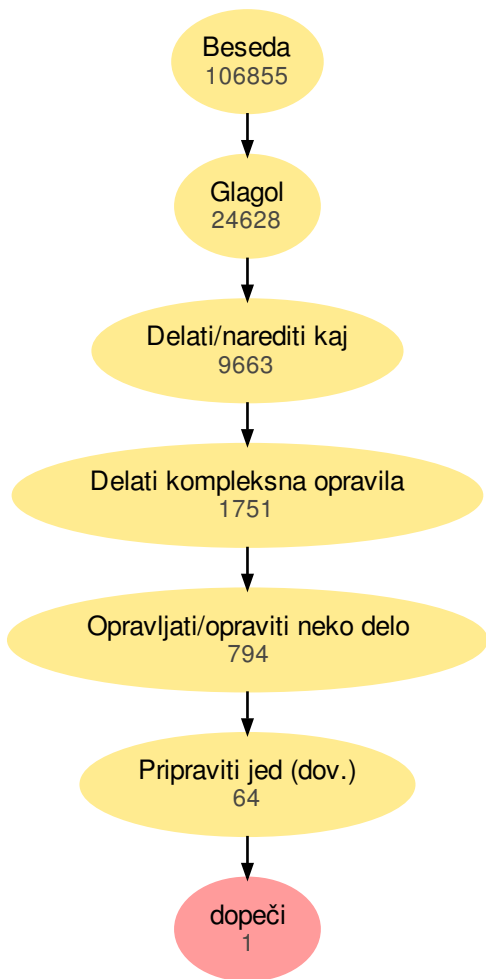 Beseda
106855
Glagol
24628
Delati/narediti kaj
9663
Delati kompleksna opravila
1751
Opravljati/opraviti neko delo
794
Pripraviti jed (dov.)
64
dopeči
1